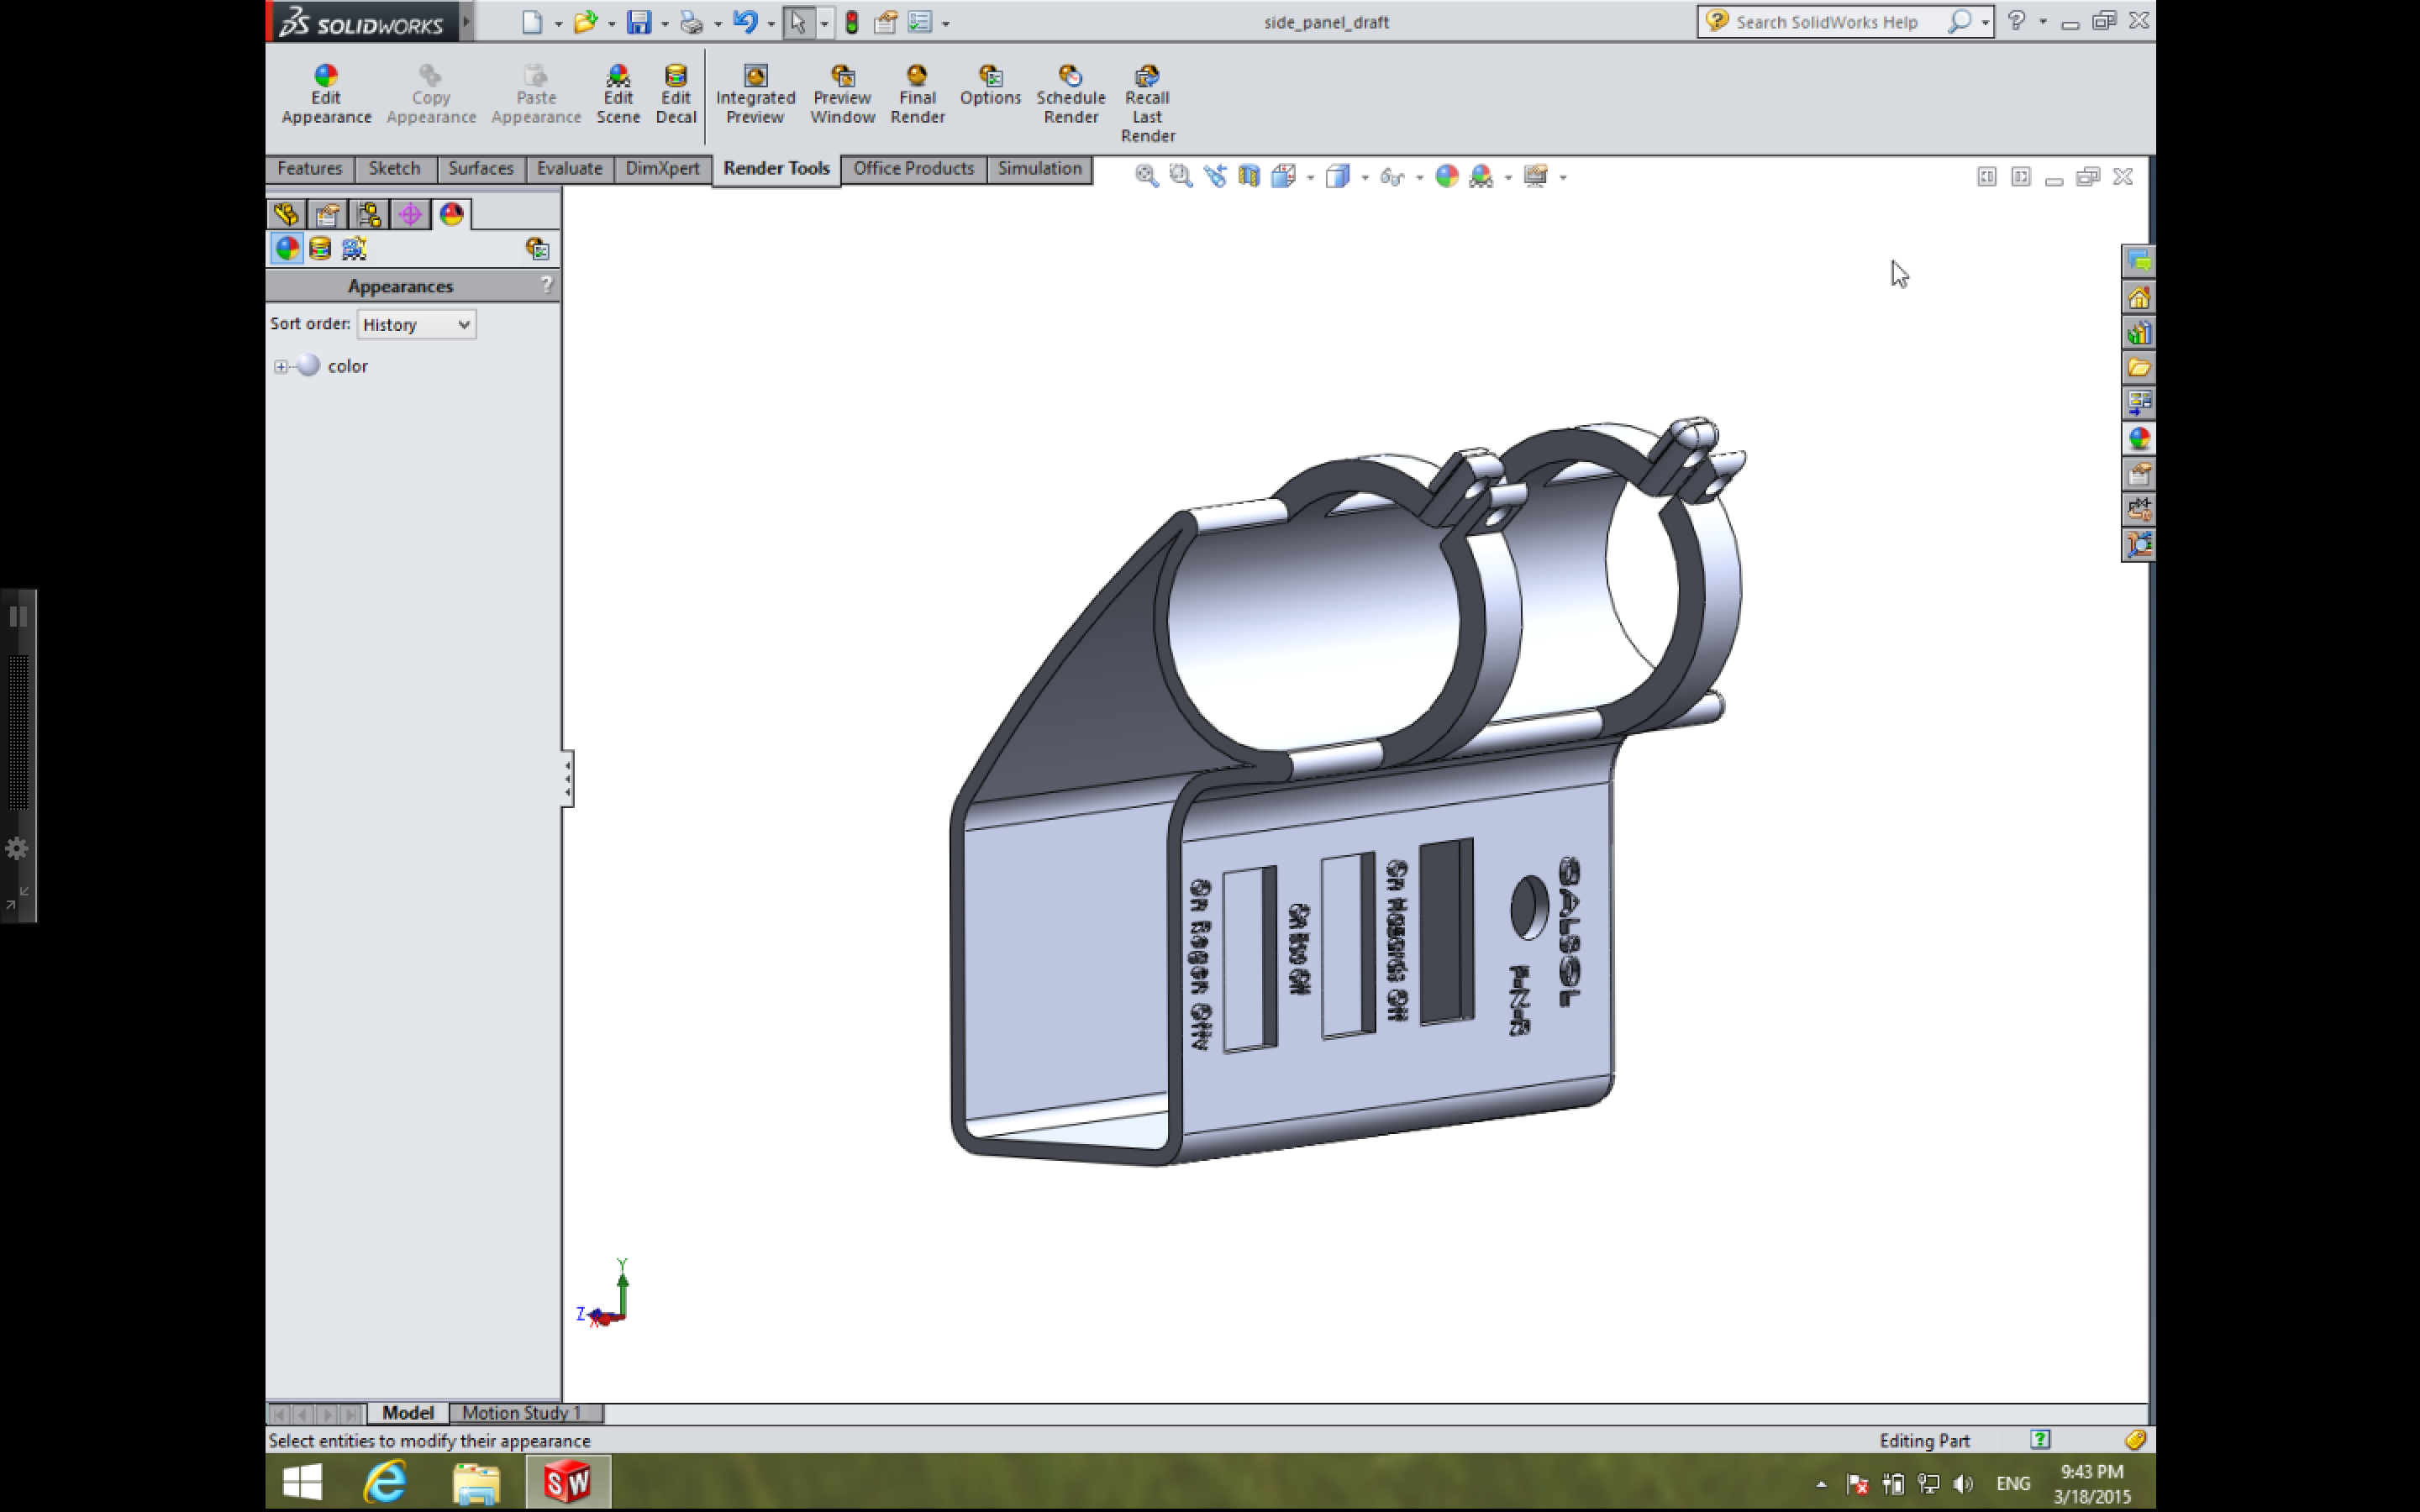 SOLIDWORKS
side_panel_draft
Search SolidWorks Help
Edit Appearance
Copy Appearance
Paste Appearance
Edit Scene
Edit Decal
Integrated Preview
Preview Window
Final Render
Options
Schedule Render
Recall Last Render
Features
Sketch
Surfaces
Evaluate
DimXpert
Render Tools
Office Products
Simulation
Appearances
?
Sort order:
History
color
SALSOL
F-N-R
On Hazards Off
On Eco Off
On Regen Off
Y
Z
X
Model
Motion Study 1
Select entities to modify their appearance
Editing Part
ENG
9:43 PM
3/18/2015